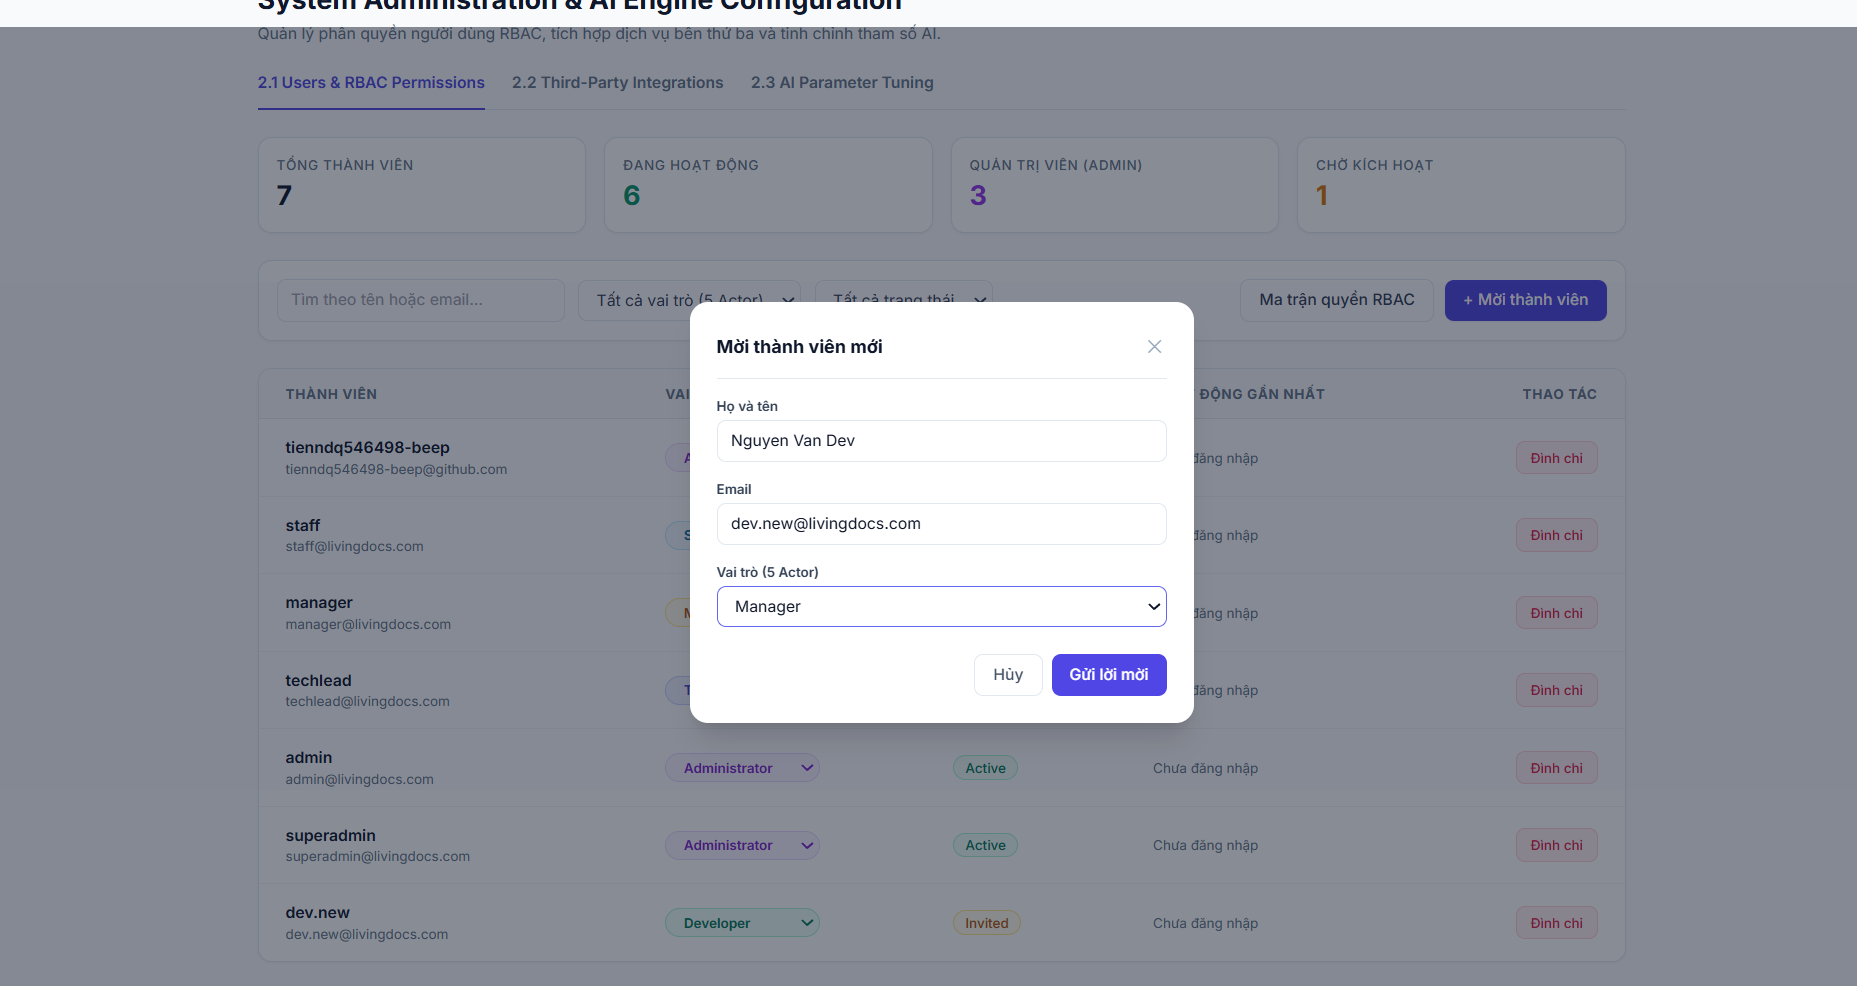 System Administration & AI Engine Configuration
Quản lý phân quyền người dùng RBAC, tích hợp dịch vụ bên thứ ba và tinh chỉnh tham số AI.
2.1 Users & RBAC Permissions 2.2 Third-Party Integrations 2.3 AI Parameter Tuning
TỔNG THÀNH VIÊN
7
ĐANG HOẠT ĐỘNG
6
QUẢN TRỊ VIÊN (ADMIN)
3
CHỜ KÍCH HOẠT
1
Tìm theo tên hoặc email...
Tất cả vai trò (5 Actor)
Tất cả trạng thái
Ma trận quyền RBAC
+ Mời thành viên
Mời thành viên mới
Họ và tên
Nguyen Van Dev
Email
dev.new@livingdocs.com
Vai trò (5 Actor)
Manager
Hủy
Gửi lời mời
THÀNH VIÊN VAI ĐỘNG GẦN NHẤT THAO TÁC
tienndq546498-beep
tienndq546498-beep@github.com
đăng nhập
Đình chỉ
staff
staff@livingdocs.com
đăng nhập
Đình chỉ
manager
manager@livingdocs.com
đăng nhập
Đình chỉ
techlead
techlead@livingdocs.com
đăng nhập
Đình chỉ
admin
admin@livingdocs.com
Administrator
Active
Chưa đăng nhập
Đình chỉ
superadmin
superadmin@livingdocs.com
Administrator
Active
Chưa đăng nhập
Đình chỉ
dev.new
dev.new@livingdocs.com
Developer
Invited
Chưa đăng nhập
Đình chỉ